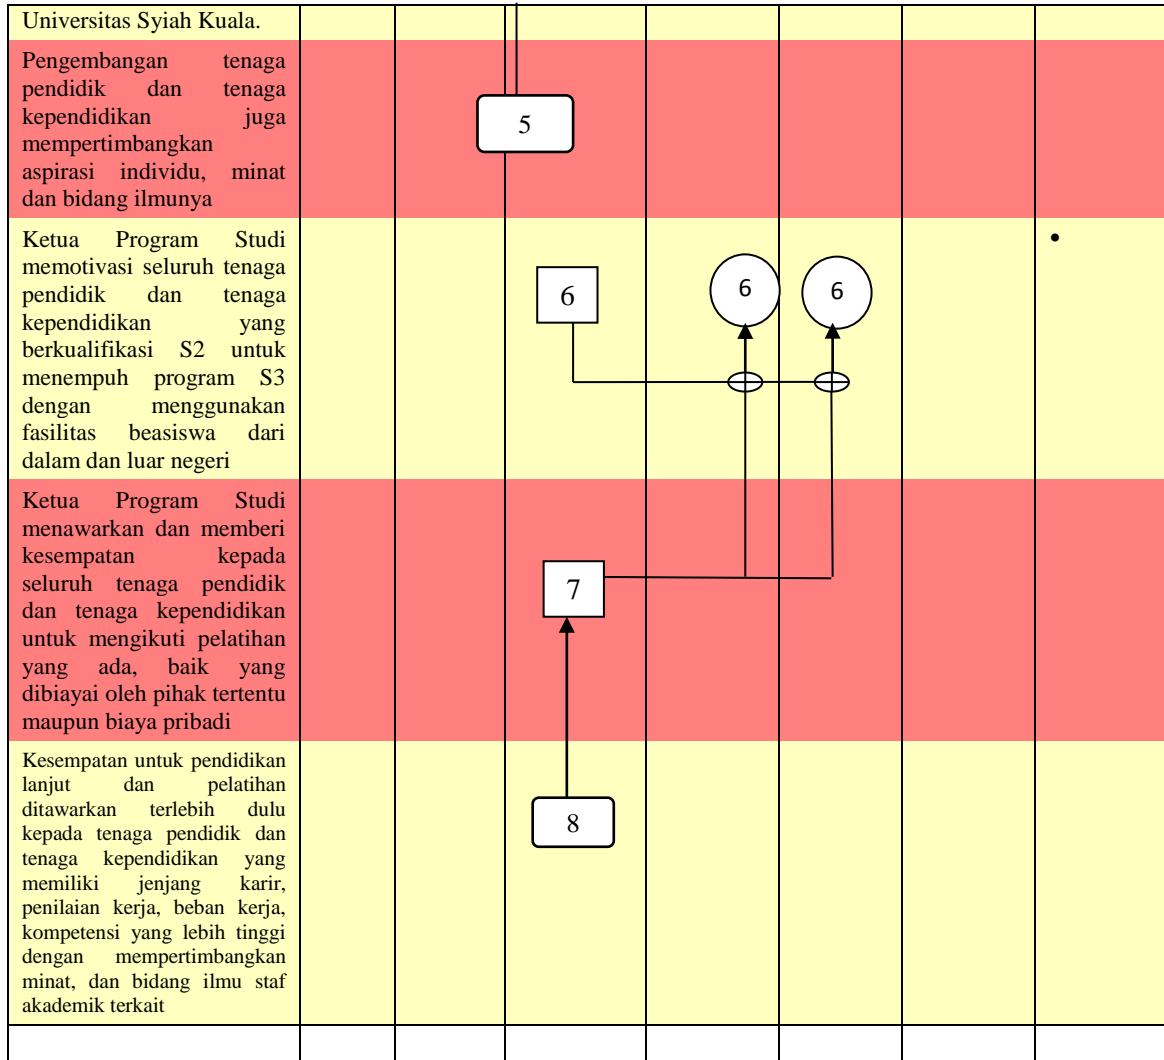 Universitas Syiah Kuala.
Pengembangan tenaga
pendidik dan tenaga
kependidikan juga
mempertimbangkan
aspirasi individu, minat
dan bidang ilmunya
5
Ketua Program Studi
memotivasi seluruh tenaga
pendidik dan tenaga
kependidikan yang
berkualifikasi S2 untuk
menempuh program S3
dengan menggunakan
fasilitas beasiswa dari
dalam dan luar negeri
6
6
6
•
Ketua Program Studi
menawarkan dan memberi
kesempatan kepada
seluruh tenaga pendidik
dan tenaga kependidikan
untuk mengikuti pelatihan
yang ada, baik yang
dibiayai oleh pihak tertentu
maupun biaya pribadi
7
Kesempatan untuk pendidikan
lanjut dan pelatihan
ditawarkan terlebih dulu
kepada tenaga pendidik dan
tenaga kependidikan yang
memiliki jenjang karir,
penilaian kerja, beban kerja,
kompetensi yang lebih tinggi
dengan mempertimbangkan
minat, dan bidang ilmu staf
akademik terkait
8